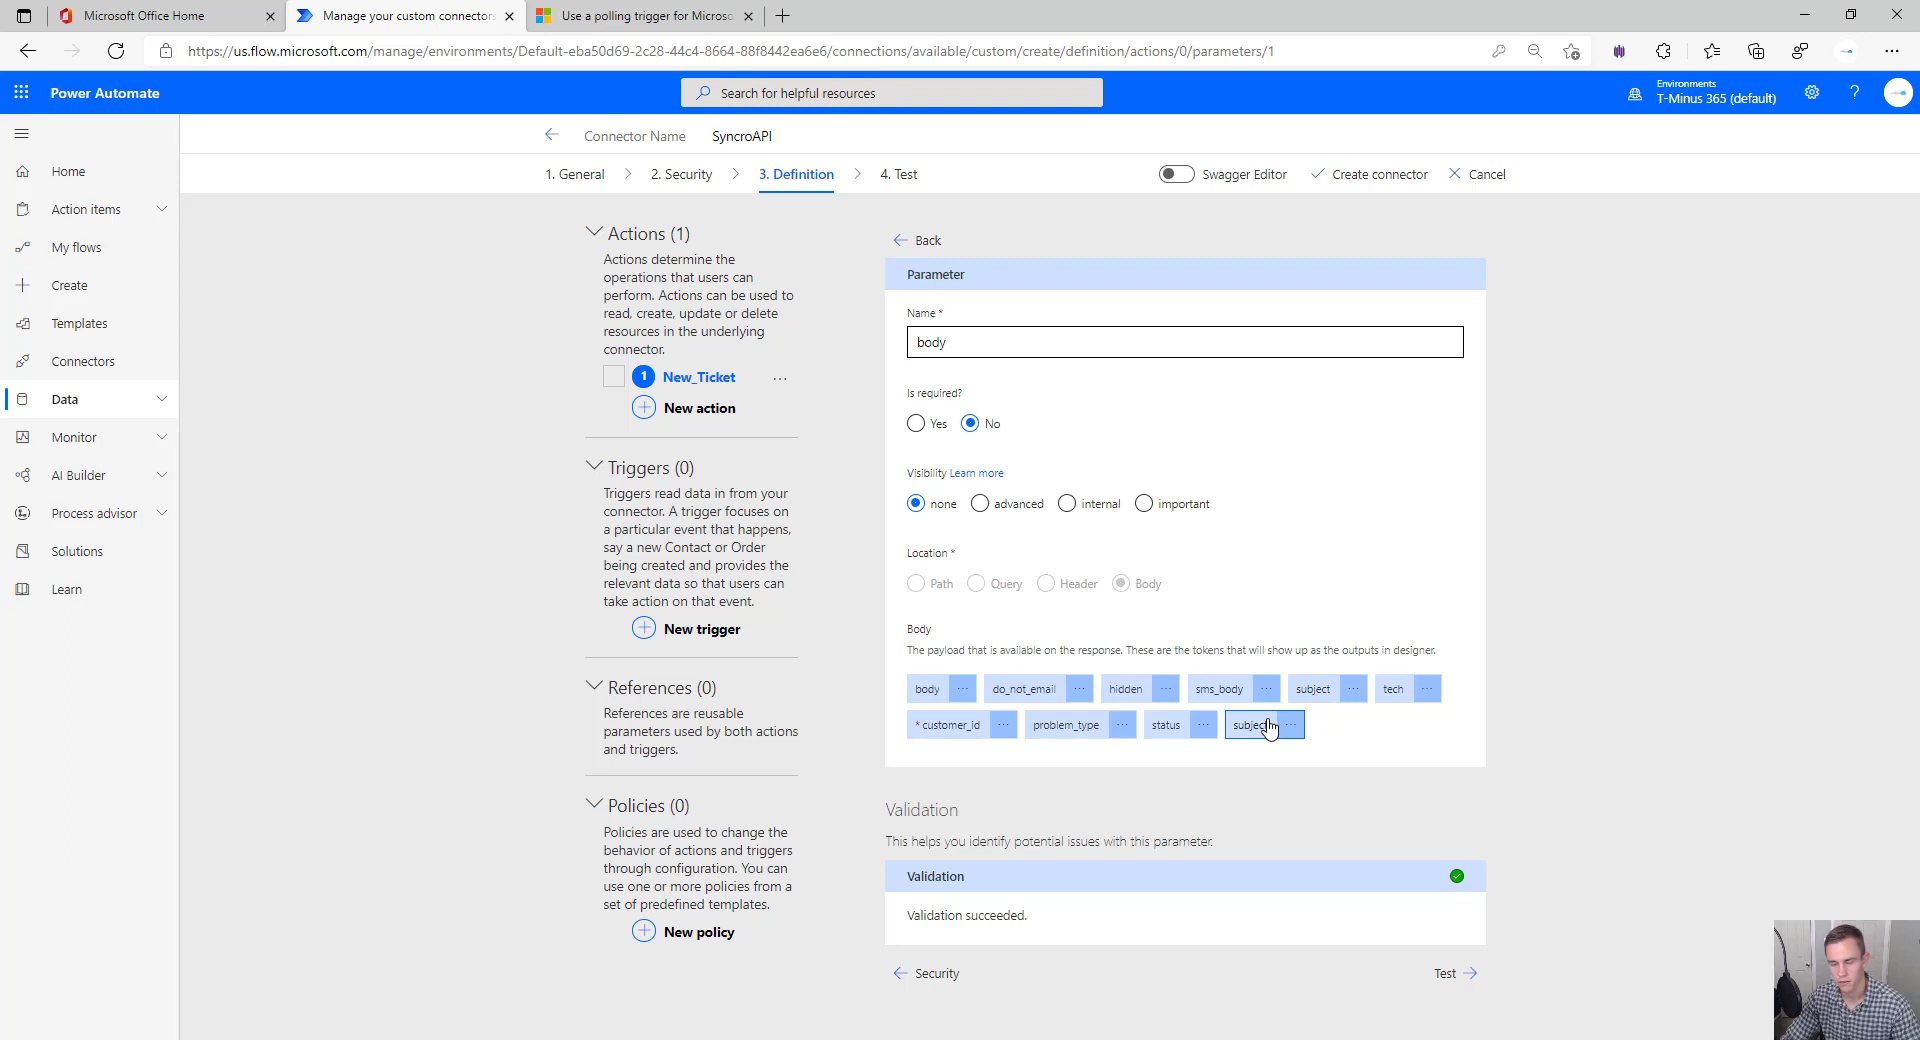 Microsoft Office Home
Manage your custom connectors
Use a polling trigger for Microso
https://us.flow.microsoft.com/manage/environments/Default-eba50d69-2c28-44c4-8664-88f8442ea6e6/connections/available/custom/create/definition/actions/0/parameters/1
Power Automate
Search for helpful resources
Environments
T-Minus 365 (default)
Connector Name SyncroAPI
1. General
2. Security
3. Definition
4. Test
Swagger Editor
Create connector
Cancel
Home
Action items
My flows
Create
Templates
Connectors
Data
Monitor
AI Builder
Process advisor
Solutions
Learn
Actions (1)
Actions determine the
operations that users can
perform. Actions can be used to
read, create, update or delete
resources in the underlying
connector.
1 New_Ticket ...
New action
Triggers (0)
Triggers read data in from your
connector. A trigger focuses on
a particular event that happens,
say a new Contact or Order
being created and provides the
relevant data so that users can
take action on that event.
New trigger
References (0)
References are reusable
parameters used by both actions
and triggers.
Policies (0)
Policies are used to change the
behavior of actions and triggers
through configuration. You can
use one or more policies from a
set of predefined templates.
New policy
Back
Parameter
Name *
body
Is required?
Yes No
Visibility Learn more
none advanced internal important
Location *
Path Query Header Body
Body
The payload that is available on the response. These are the tokens that will show up as the outputs in designer.
body ... do_not_email ... hidden ... sms_body ... subject ... tech ...
* customer_id ... problem_type ... status ... subject ...
Validation
This helps you identify potential issues with this parameter.
Validation
Validation succeeded.
Security
Test